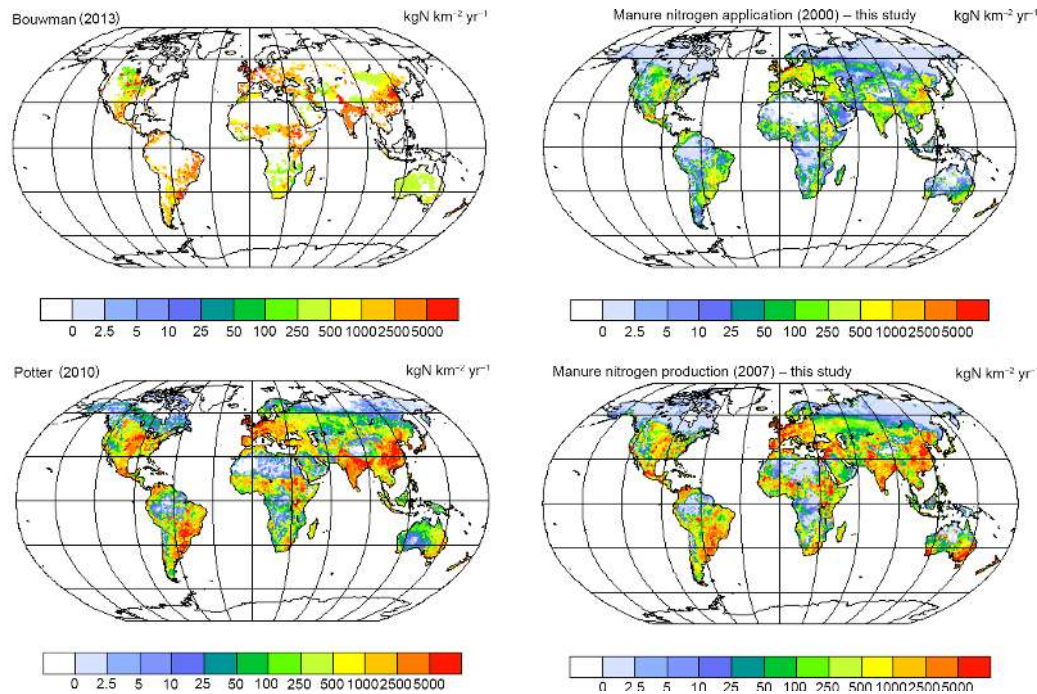 Bouwman (2013) kgN km⁻² yr⁻¹
Manure nitrogen application (2000) – this study kgN km⁻² yr⁻¹
0 2.5 5 10 25 50 100 250 500 1000 2500 5000
0 2.5 5 10 25 50 100 250 500 1000 2500 5000
Potter (2010) kgN km⁻² yr⁻¹
Manure nitrogen production (2007) – this study kgN km⁻² yr⁻¹
0 2.5 5 10 25 50 100 250 500 1000 2500 5000
0 2.5 5 10 25 50 100 250 500 1000 2500 5000